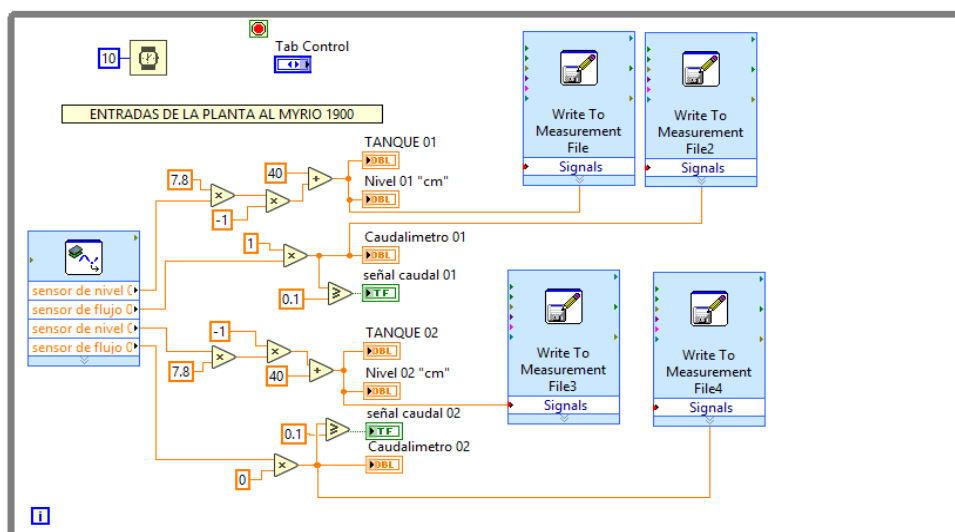 10
Tab Control
ENTRADAS DE LA PLANTA AL MYRIO 1900
Write To
Measurement
File
Signals
Write To
Measurement
File2
Signals
TANQUE 01
DBL
40
+
7.8
x
x
-1
Nivel 01 "cm"
DBL
1
x
Caudalimetro 01
DBL
señal caudal 01
0.1
≥
TF
sensor de nivel 0
sensor de flujo 0
sensor de nivel 0
sensor de flujo 0
-1
x
x
7.8
40
+
TANQUE 02
DBL
Nivel 02 "cm"
DBL
señal caudal 02
0.1
≥
TF
Caudalimetro 02
x
DBL
0
Write To
Measurement
File3
Signals
Write To
Measurement
File4
Signals
i